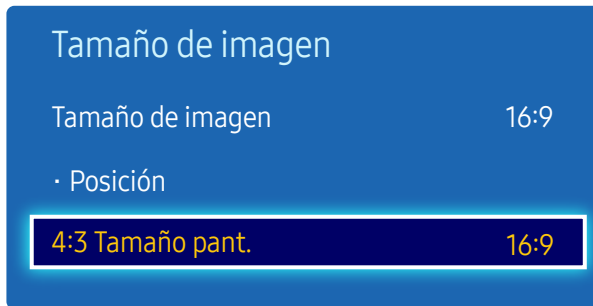 Tamaño de imagen
Tamaño de imagen 16:9
· Posición
4:3 Tamaño pant. 16:9